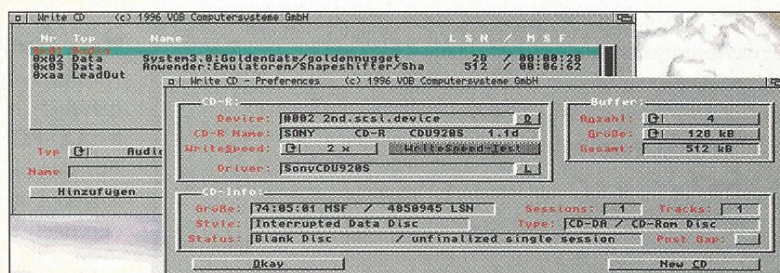 Write CD (c) 1996 VOB Computersysteme GmbH
Nr Typ Name L S N / M S F
0x01 Audio
0x02 Data System3.0:GoldenGate/goldennugget 28 / 00:00:28
0x03 Data Anwender:Emulatoren/Shapeshifter/Sha 512 / 00:06:62
0xaa LeadOut
Typ Audio
Name
Hinzufügen
Write CD - Preferences (c) 1996 VOB Computersysteme GmbH
CD-R:
Device: #002 2nd.scsi.device D
CD-R Name: SONY CD-R CDU920S 1.1d
WriteSpeed: 2 x WriteSpeed-Test
Driver: SonyCDU920S L
Buffer:
Anzahl: 4
Größe: 128 kB
Gesamt: 512 kB
CD-Info:
Größe: 74:05:01 MSF / 4850945 LSN Sessions: 1 Tracks: 1
Style: Interrupted Data Disc Type: CD-DA / CD-Rom Disc
Status: Blank Disc / unfinalized single session Post Gap:
Okay New CD